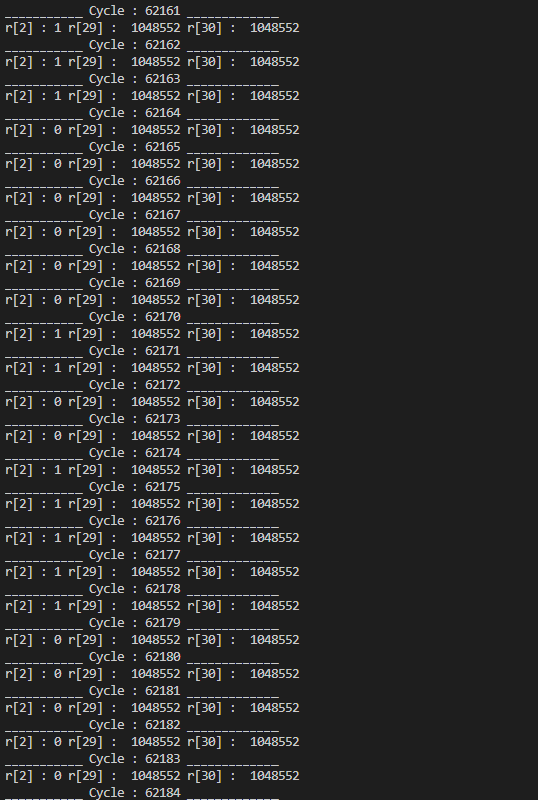 ___________ Cycle : 62161 _____________
r[2] : 1 r[29] :  1048552 r[30] :  1048552
___________ Cycle : 62162 _____________
r[2] : 1 r[29] :  1048552 r[30] :  1048552
___________ Cycle : 62163 _____________
r[2] : 1 r[29] :  1048552 r[30] :  1048552
___________ Cycle : 62164 _____________
r[2] : 0 r[29] :  1048552 r[30] :  1048552
___________ Cycle : 62165 _____________
r[2] : 0 r[29] :  1048552 r[30] :  1048552
___________ Cycle : 62166 _____________
r[2] : 0 r[29] :  1048552 r[30] :  1048552
___________ Cycle : 62167 _____________
r[2] : 0 r[29] :  1048552 r[30] :  1048552
___________ Cycle : 62168 _____________
r[2] : 0 r[29] :  1048552 r[30] :  1048552
___________ Cycle : 62169 _____________
r[2] : 0 r[29] :  1048552 r[30] :  1048552
___________ Cycle : 62170 _____________
r[2] : 1 r[29] :  1048552 r[30] :  1048552
___________ Cycle : 62171 _____________
r[2] : 1 r[29] :  1048552 r[30] :  1048552
___________ Cycle : 62172 _____________
r[2] : 0 r[29] :  1048552 r[30] :  1048552
___________ Cycle : 62173 _____________
r[2] : 0 r[29] :  1048552 r[30] :  1048552
___________ Cycle : 62174 _____________
r[2] : 1 r[29] :  1048552 r[30] :  1048552
___________ Cycle : 62175 _____________
r[2] : 1 r[29] :  1048552 r[30] :  1048552
___________ Cycle : 62176 _____________
r[2] : 1 r[29] :  1048552 r[30] :  1048552
___________ Cycle : 62177 _____________
r[2] : 1 r[29] :  1048552 r[30] :  1048552
___________ Cycle : 62178 _____________
r[2] : 1 r[29] :  1048552 r[30] :  1048552
___________ Cycle : 62179 _____________
r[2] : 0 r[29] :  1048552 r[30] :  1048552
___________ Cycle : 62180 _____________
r[2] : 0 r[29] :  1048552 r[30] :  1048552
___________ Cycle : 62181 _____________
r[2] : 0 r[29] :  1048552 r[30] :  1048552
___________ Cycle : 62182 _____________
r[2] : 0 r[29] :  1048552 r[30] :  1048552
___________ Cycle : 62183 _____________
r[2] : 0 r[29] :  1048552 r[30] :  1048552
___________ Cycle : 62184 _____________